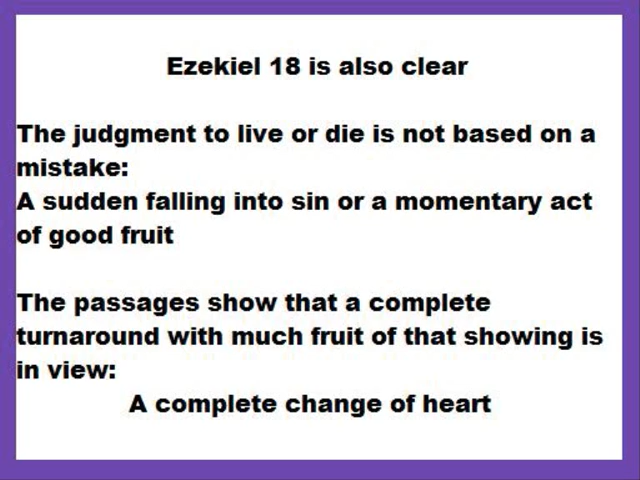 Ezekiel 18 is also clear
The judgment to live or die is not based on a
mistake:
A sudden falling into sin or a momentary act
of good fruit
The passages show that a complete
turnaround with much fruit of that showing is
in view:
A complete change of heart